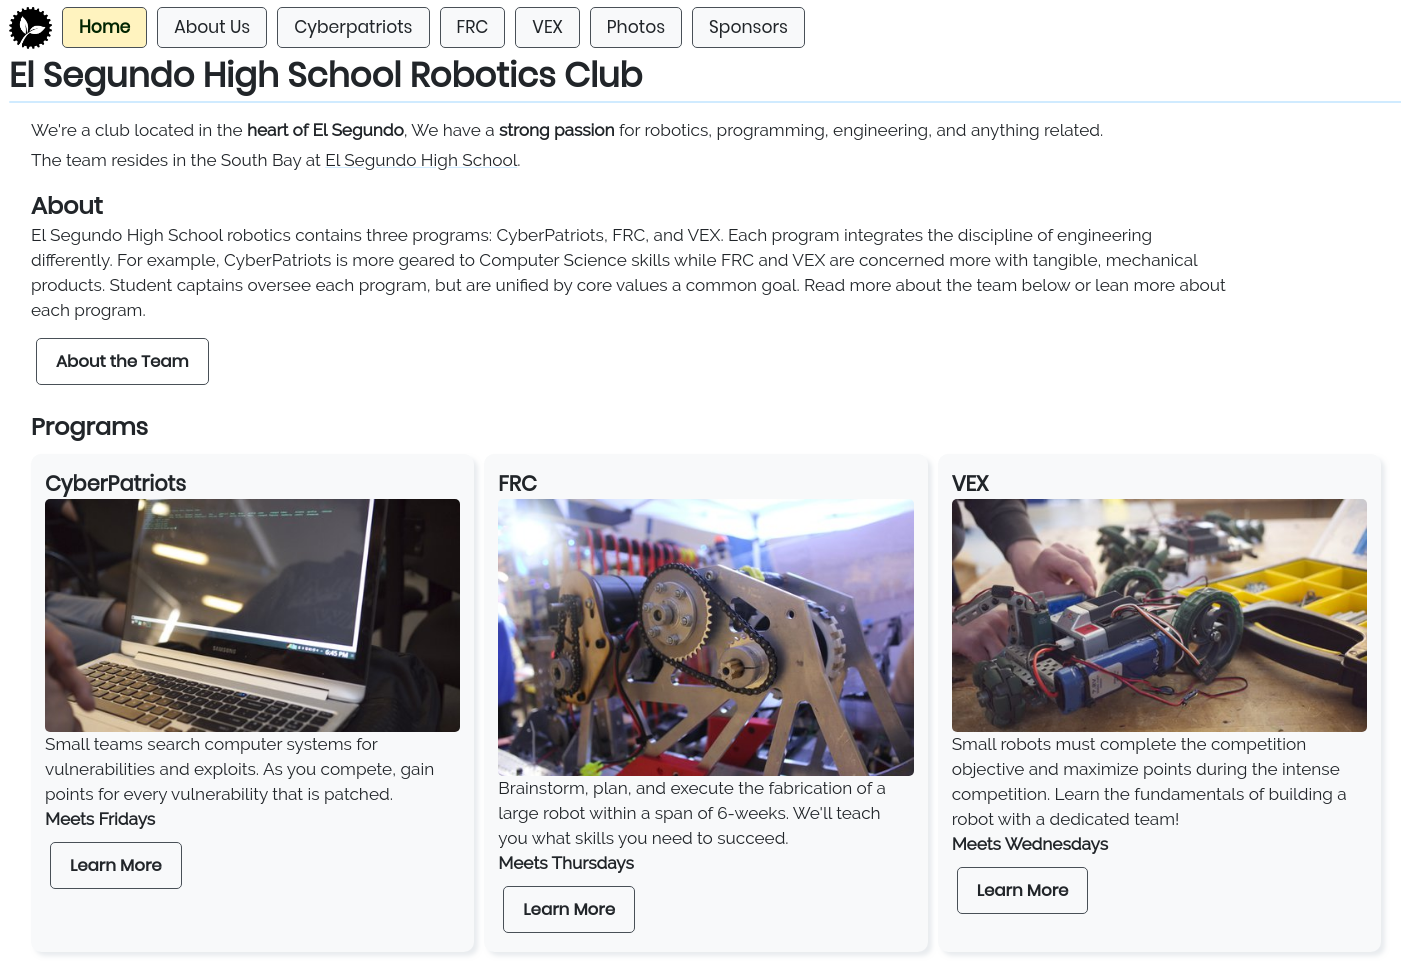 Home About Us Cyberpatriots FRC VEX Photos Sponsors
El Segundo High School Robotics Club
We're a club located in the heart of El Segundo, We have a strong passion for robotics, programming, engineering, and anything related.
The team resides in the South Bay at El Segundo High School.
About
El Segundo High School robotics contains three programs: CyberPatriots, FRC, and VEX. Each program integrates the discipline of engineering
differently. For example, CyberPatriots is more geared to Computer Science skills while FRC and VEX are concerned more with tangible, mechanical
products. Student captains oversee each program, but are unified by core values a common goal. Read more about the team below or lean more about
each program.
About the Team
Programs
CyberPatriots
SAMSUNG
6:45 PM
Small teams search computer systems for
vulnerabilities and exploits. As you compete, gain
points for every vulnerability that is patched.
Meets Fridays
Learn More
FRC
Brainstorm, plan, and execute the fabrication of a
large robot within a span of 6-weeks. We'll teach
you what skills you need to succeed.
Meets Thursdays
Learn More
VEX
Small robots must complete the competition
objective and maximize points during the intense
competition. Learn the fundamentals of building a
robot with a dedicated team!
Meets Wednesdays
Learn More